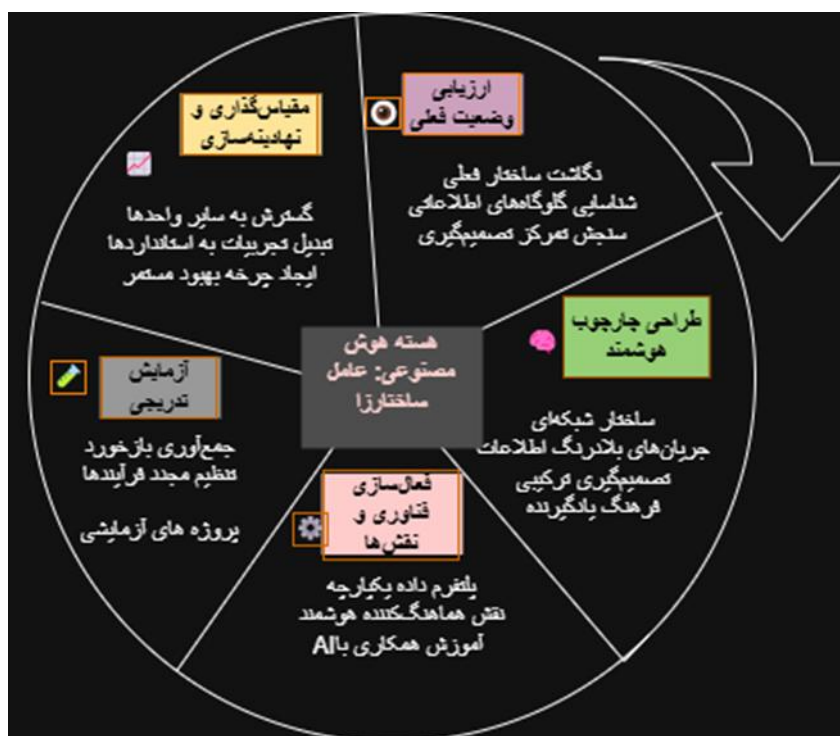 ارزیابی
وضعیت فعلی
نگاشت ساختار فعلی
شناسایی گلوگاه‌های اطلاعاتی
سنجش تمرکز تصمیم‌گیری
طراحی چارچوب
هوشمند
ساختار شبکه‌ای
جریان‌های بلادرنگ اطلاعات
تصمیم‌گیری ترکیبی
فرهنگ یادگیرنده
فعال‌سازی
فناوری و
نقش‌ها
پلتفرم داده یکپارچه
نقش هماهنگ‌کننده هوشمند
آموزش همکاری باAI
آزمایش
تدریجی
جمع‌آوری بازخورد
تنظیم مجدد فرآیندها
پروژه های آزمایشی
مقیاس‌گذاری و
نهادینه‌سازی
گسترش به سایر واحدها
تبدیل تجربیات به استانداردها
ایجاد چرخه بهبود مستمر
هسته هوش
مصنوعی: عامل
ساختارزا